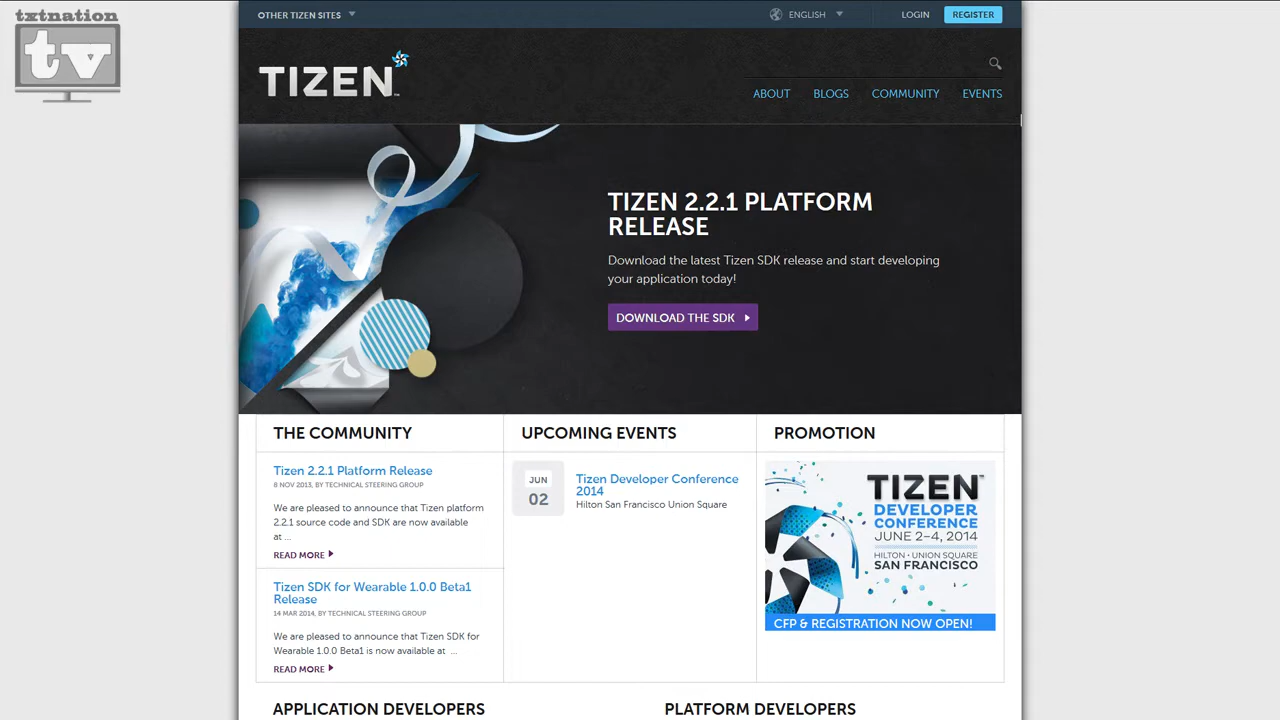 txtnation
tv
OTHER TIZEN SITES
ENGLISH
LOGIN
REGISTER
TIZEN™
ABOUT
BLOGS
COMMUNITY
EVENTS
TIZEN 2.2.1 PLATFORM
RELEASE
Download the latest Tizen SDK release and start developing
your application today!
DOWNLOAD THE SDK
THE COMMUNITY
Tizen 2.2.1 Platform Release
8 NOV 2013, BY TECHNICAL STEERING GROUP
We are pleased to announce that Tizen platform
2.2.1 source code and SDK are now available
at ...
READ MORE
Tizen SDK for Wearable 1.0.0 Beta1
Release
14 MAR 2014, BY TECHNICAL STEERING GROUP
We are pleased to announce that Tizen SDK for
Wearable 1.0.0 Beta1 is now available at ...
READ MORE
UPCOMING EVENTS
JUN
02
Tizen Developer Conference
2014
Hilton San Francisco Union Square
PROMOTION
TIZEN™
DEVELOPER
CONFERENCE
JUNE 2-4, 2014
HILTON • UNION SQUARE
SAN FRANCISCO
CFP & REGISTRATION NOW OPEN!
APPLICATION DEVELOPERS
PLATFORM DEVELOPERS